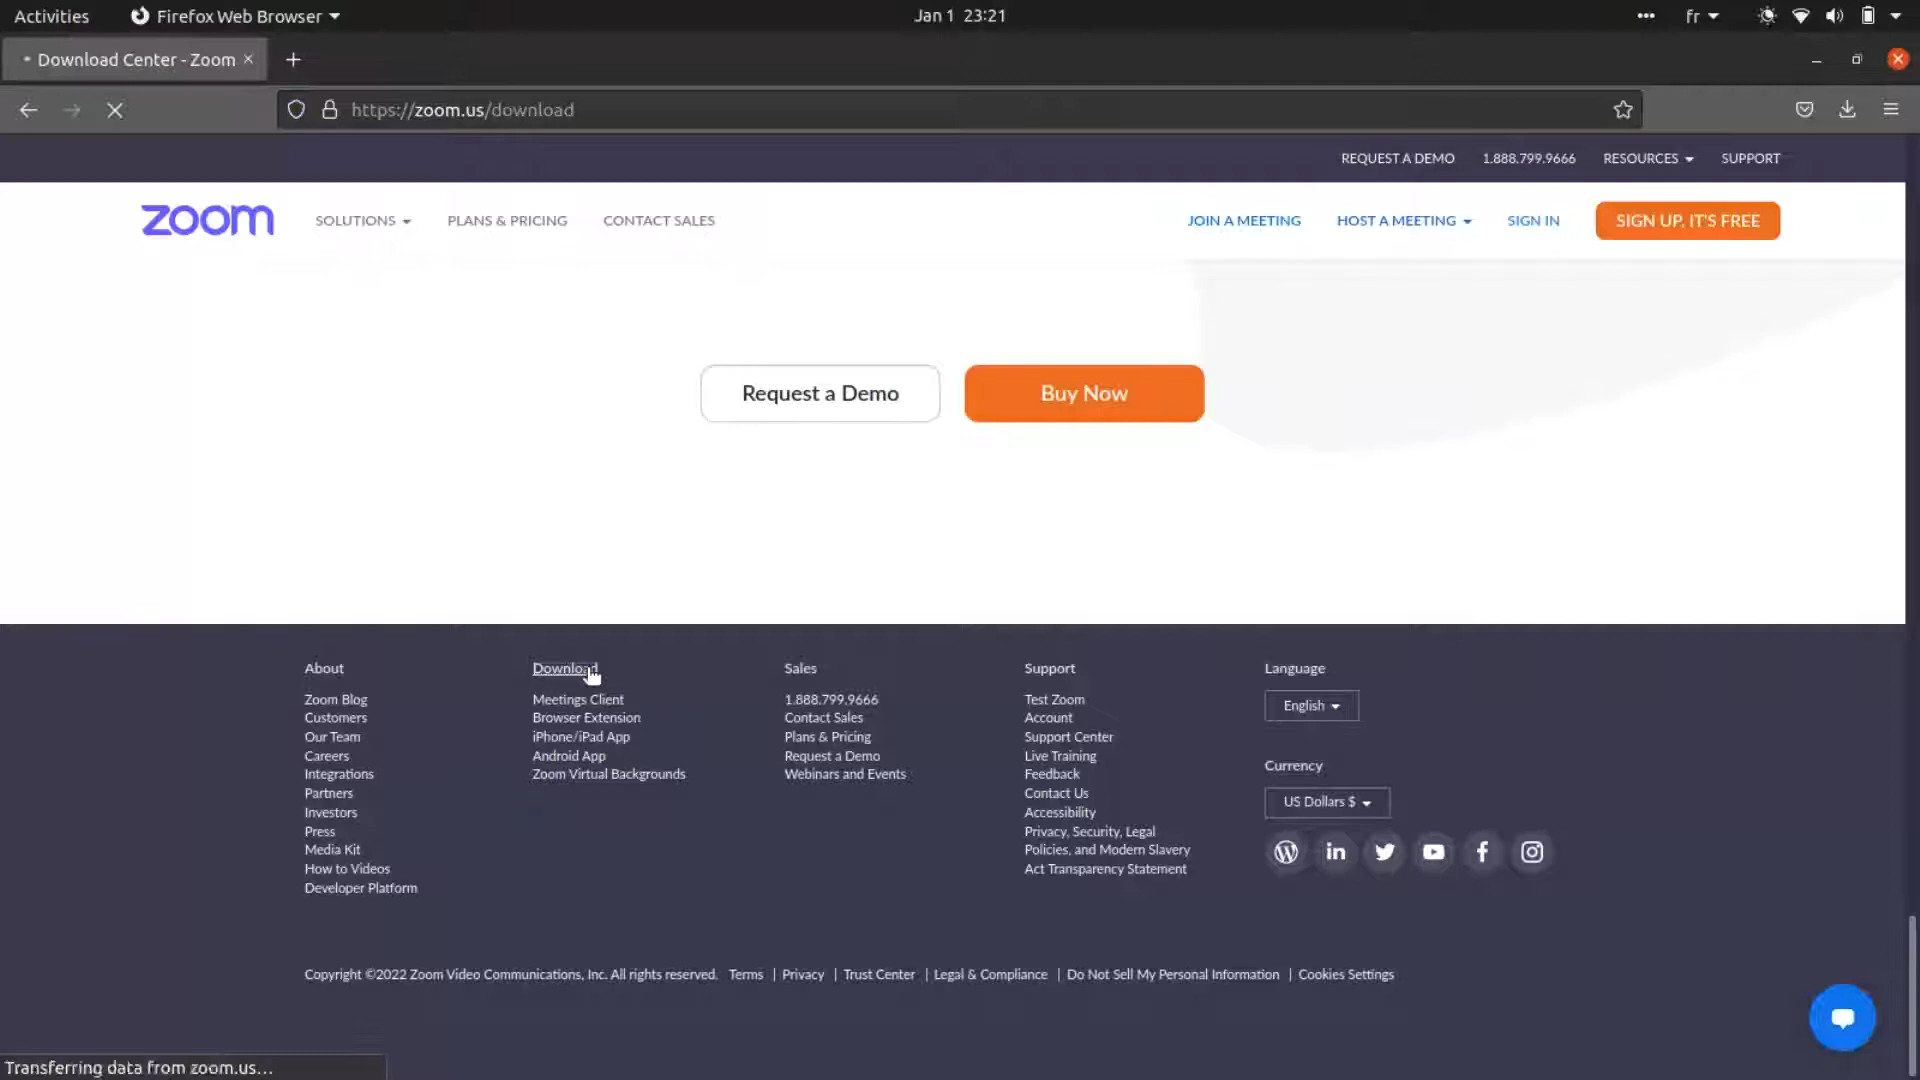 Activities
Firefox Web Browser
Jan 1 23:21
fr
Download Center - Zoom
https://zoom.us/download
REQUEST A DEMO
1.888.799.9666
RESOURCES
SUPPORT
zoom
SOLUTIONS
PLANS & PRICING
CONTACT SALES
JOIN A MEETING
HOST A MEETING
SIGN IN
SIGN UP, IT'S FREE
Request a Demo
Buy Now
About
Zoom Blog
Customers
Our Team
Careers
Integrations
Partners
Investors
Press
Media Kit
How to Videos
Developer Platform
Download
Meetings Client
Browser Extension
iPhone/iPad App
Android App
Zoom Virtual Backgrounds
Sales
1.888.799.9666
Contact Sales
Plans & Pricing
Request a Demo
Webinars and Events
Support
Test Zoom
Account
Support Center
Live Training
Feedback
Contact Us
Accessibility
Privacy, Security, Legal
Policies, and Modern Slavery
Act Transparency Statement
Language
English
Currency
US Dollars $
Copyright ©2022 Zoom Video Communications, Inc. All rights reserved. Terms | Privacy | Trust Center | Legal & Compliance | Do Not Sell My Personal Information | Cookies Settings
Transferring data from zoom.us...